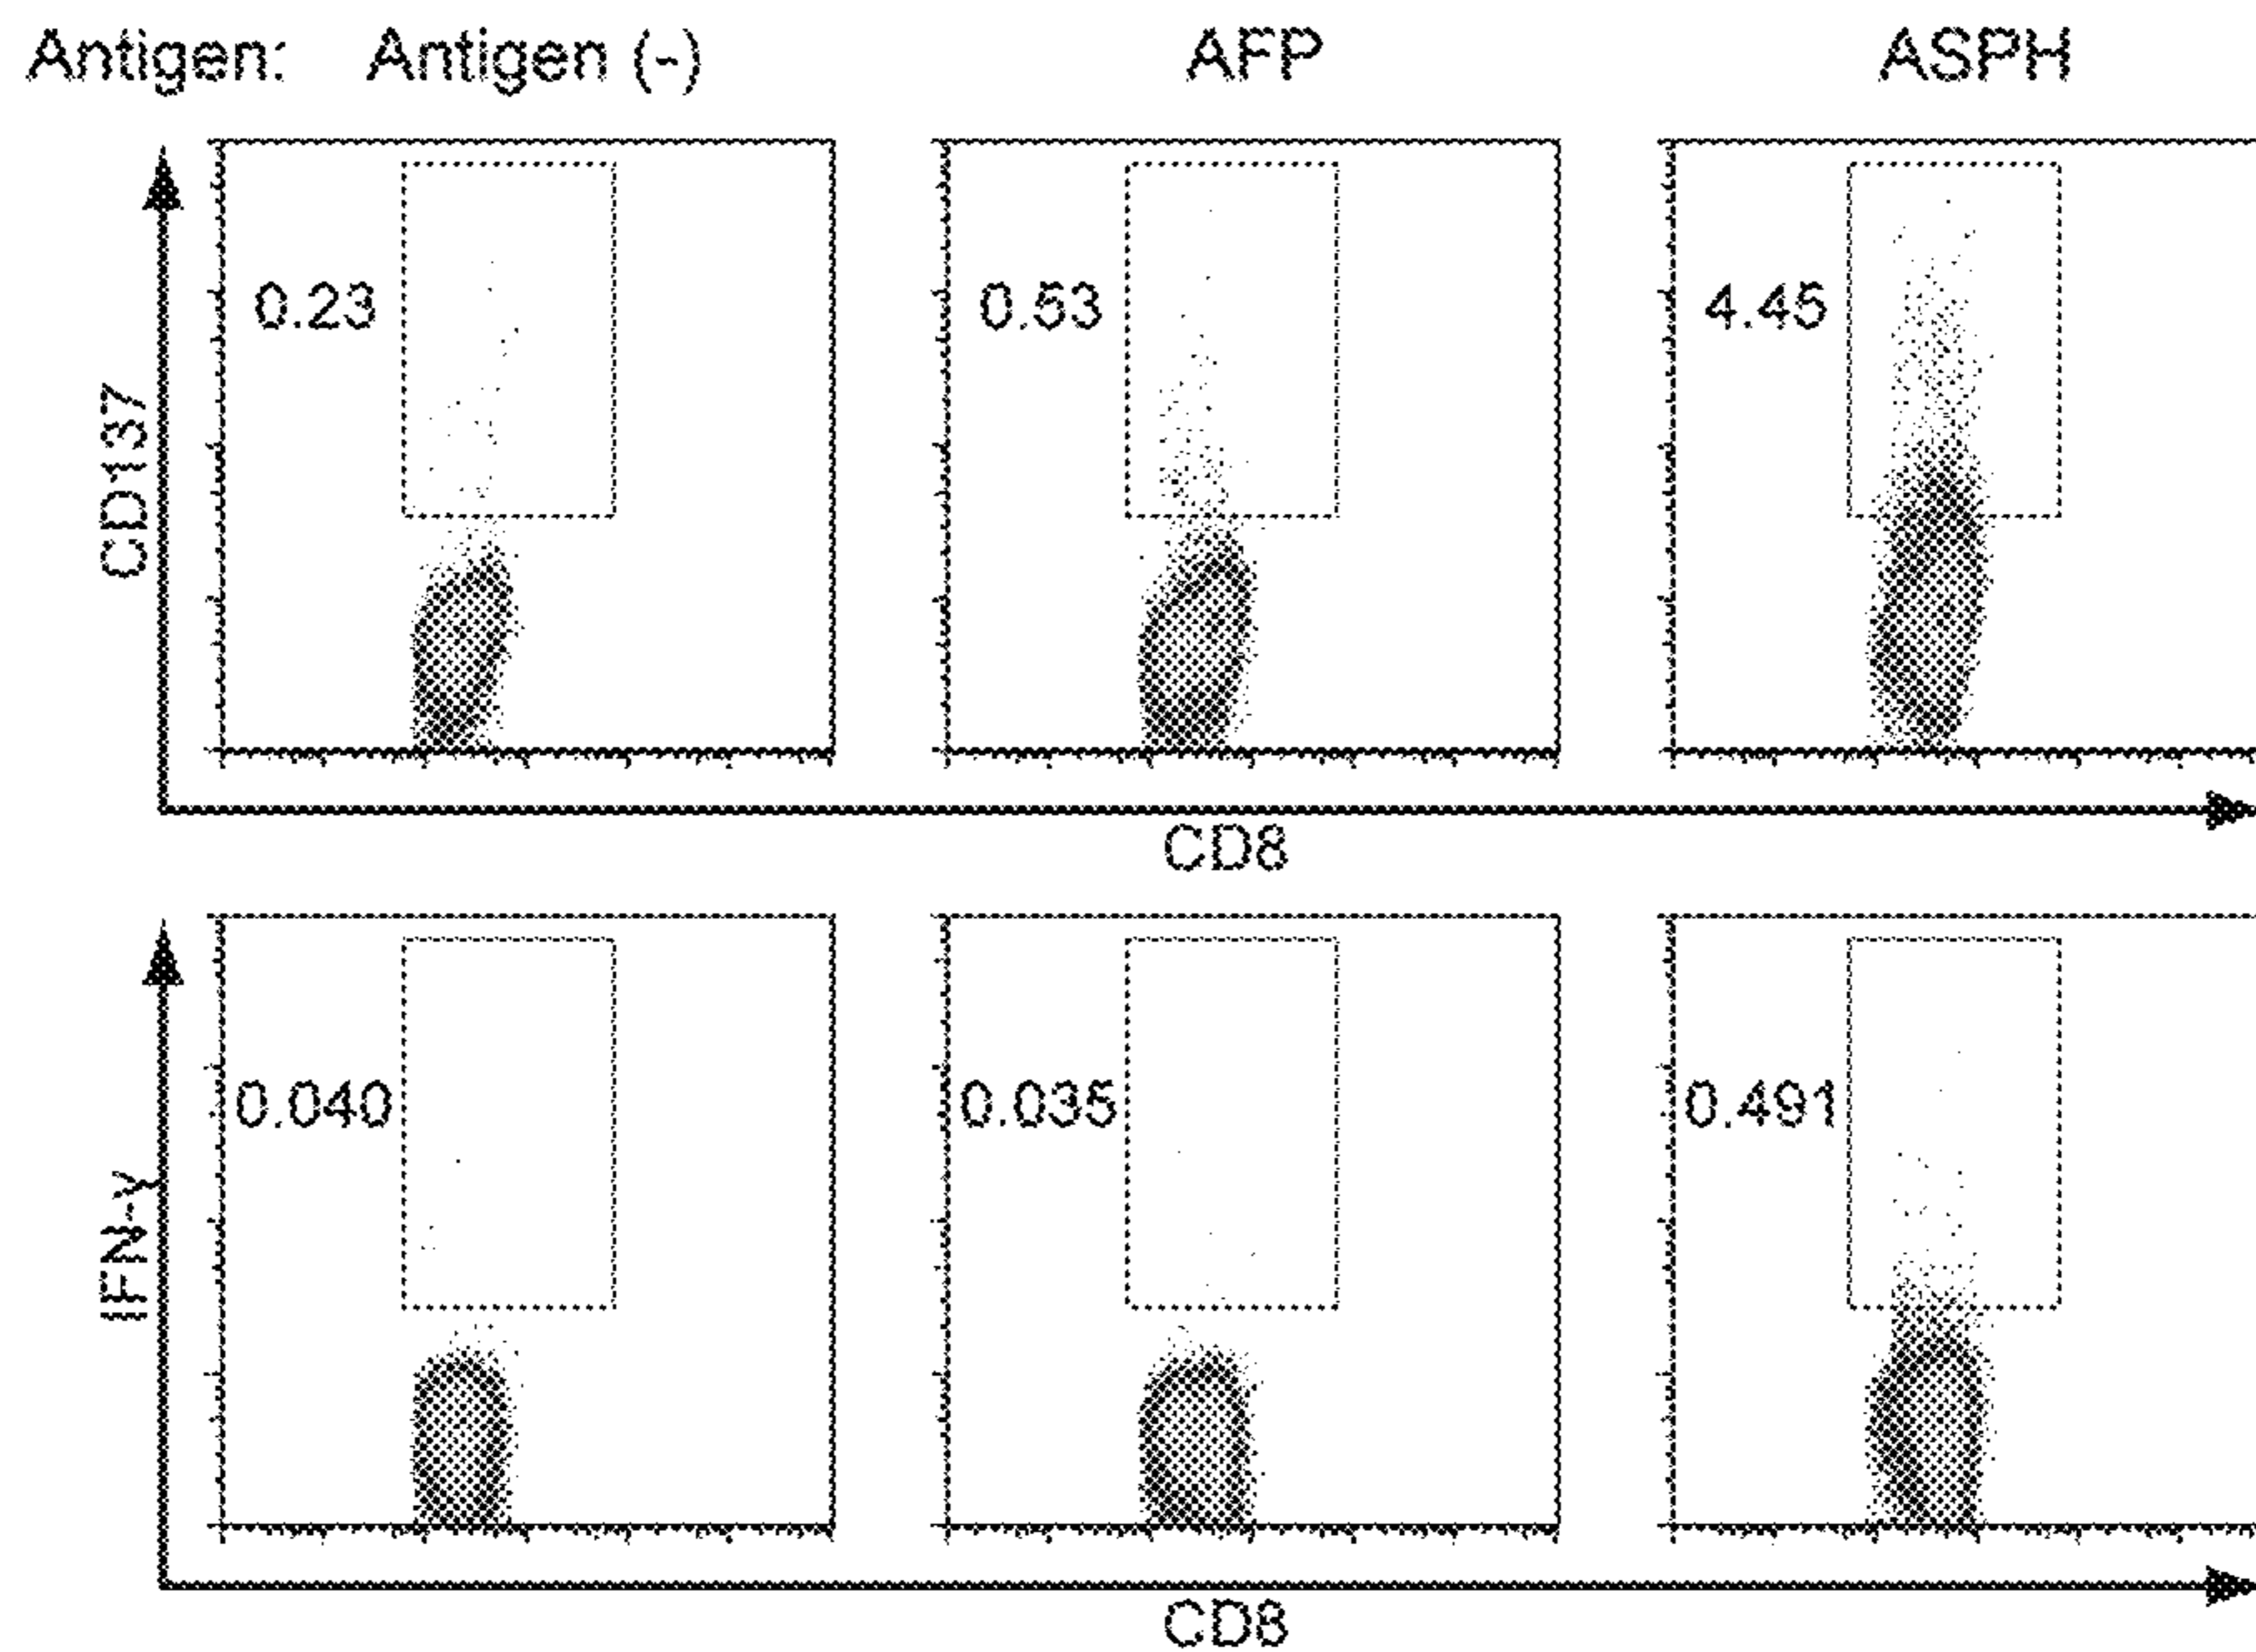 Antigen: Antigen (-) AFP ASPH
CD137
0.23 0.53 4.45
CD8
IFN-γ
0.040 0.035 0.491
CD8